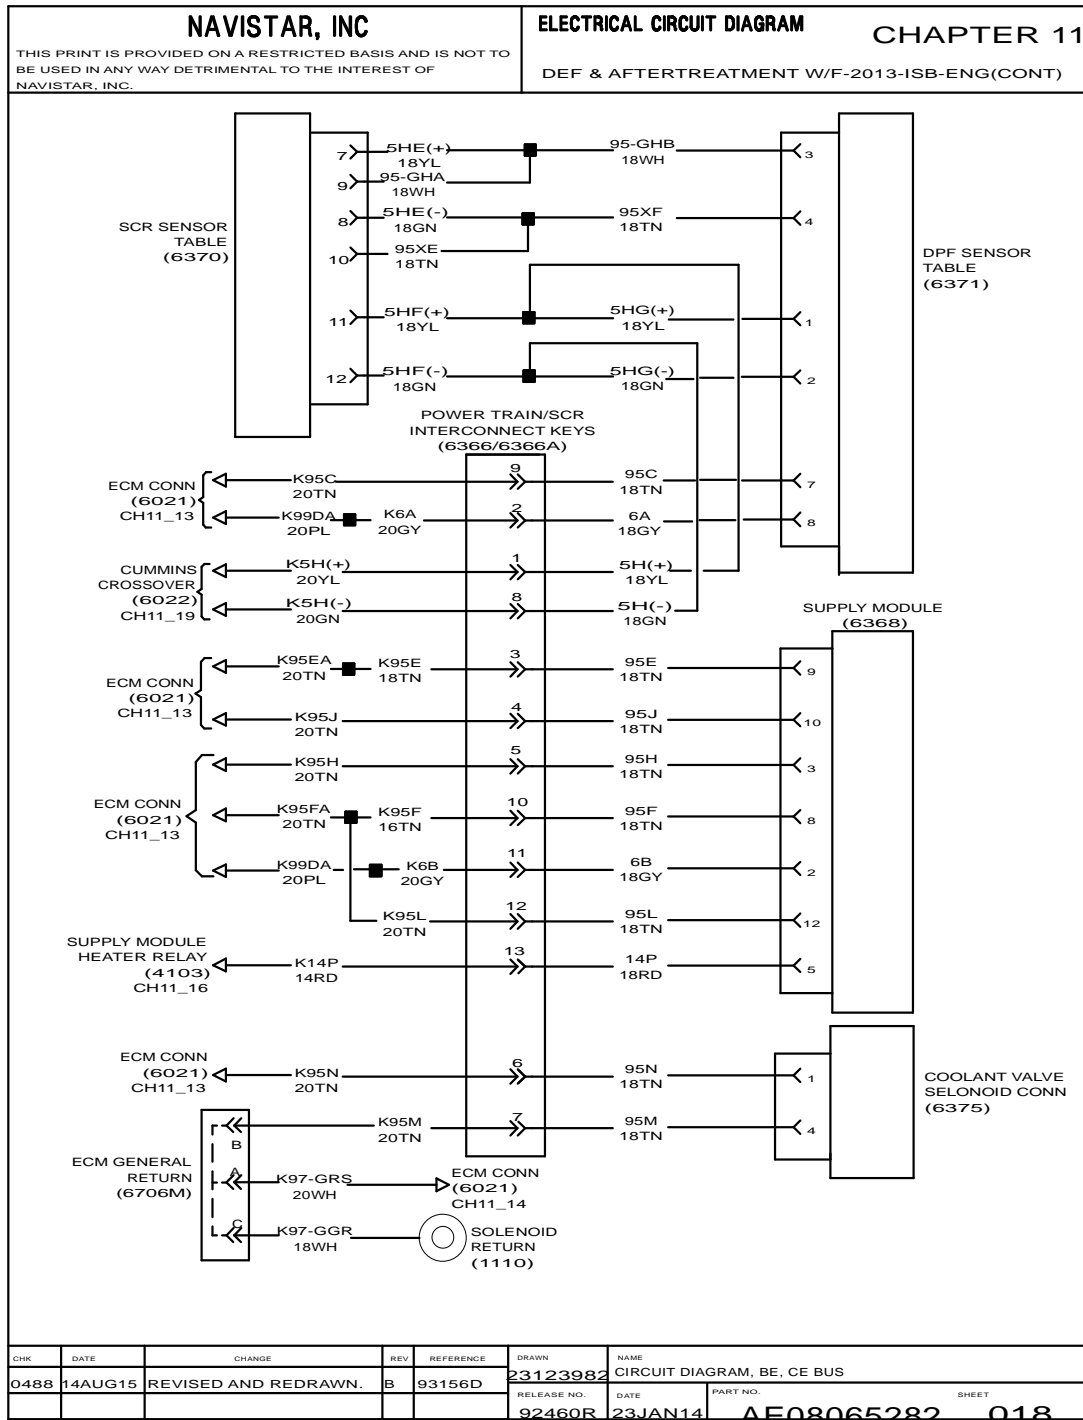 NAVISTAR, INC
THIS PRINT IS PROVIDED ON A RESTRICTED BASIS AND IS NOT TO
BE USED IN ANY WAY DETRIMENTAL TO THE INTEREST OF
NAVISTAR, INC.
ELECTRICAL CIRCUIT DIAGRAM
CHAPTER 11
DEF & AFTERTREATMENT W/F-2013-ISB-ENG(CONT)
SCR SENSOR
TABLE
(6370)
7
5HE(+)
18YL
95-GHB
18WH
3
9
95-GHA
18WH
8
5HE(-)
18GN
95XF
18TN
4
10
95XE
18TN
DPF SENSOR
TABLE
(6371)
11
5HF(+)
18YL
5HG(+)
18YL
1
12
5HF(-)
18GN
5HG(-)
18GN
2
POWER TRAIN/SCR
INTERCONNECT KEYS
(6366/6366A)
ECM CONN
(6021)
CH11_13
K95C
20TN
9
95C
18TN
7
K99DA
20PL
K6A
20GY
2
6A
18GY
8
CUMMINS
CROSSOVER
(6022)
CH11_19
K5H(+)
20YL
1
5H(+)
18YL
K5H(-)
20GN
8
5H(-)
18GN
SUPPLY MODULE
(6368)
ECM CONN
(6021)
CH11_13
K95EA
20TN
K95E
18TN
3
95E
18TN
9
K95J
20TN
4
95J
18TN
10
ECM CONN
(6021)
CH11_13
K95H
20TN
5
95H
18TN
3
K95FA
20TN
K95F
16TN
10
95F
18TN
8
K99DA
20PL
K6B
20GY
11
6B
18GY
2
K95L
20TN
12
95L
18TN
12
SUPPLY MODULE
HEATER RELAY
(4103)
CH11_16
K14P
14RD
13
14P
18RD
5
ECM CONN
(6021)
CH11_13
K95N
20TN
6
95N
18TN
1
COOLANT VALVE
SELONOID CONN
(6375)
K95M
20TN
7
95M
18TN
4
ECM GENERAL
RETURN
(6706M)
B
A
K97-GRS
20WH
ECM CONN
(6021)
CH11_14
C
K97-GGR
18WH
SOLENOID
RETURN
(1110)
CHK DATE CHANGE REV REFERENCE
0488 14AUG15 REVISED AND REDRAWN. B 93156D
DRAWN
23123982
NAME
CIRCUIT DIAGRAM, BE, CE BUS
RELEASE NO.
92460R
DATE
23JAN14
PART NO.
AE08065282
SHEET
018